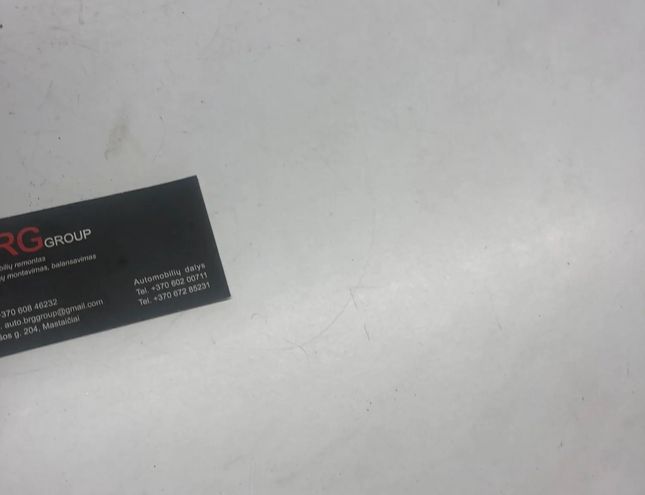 RG GROUP
bilių remontas
ų montavimas, balansavimas
+370 608 46232
auto.brggroup@gmail.com
šos g. 204, Mastaičiai
Automobilių dalys
Tel. +370 602 00711
Tel. +370 672 85231